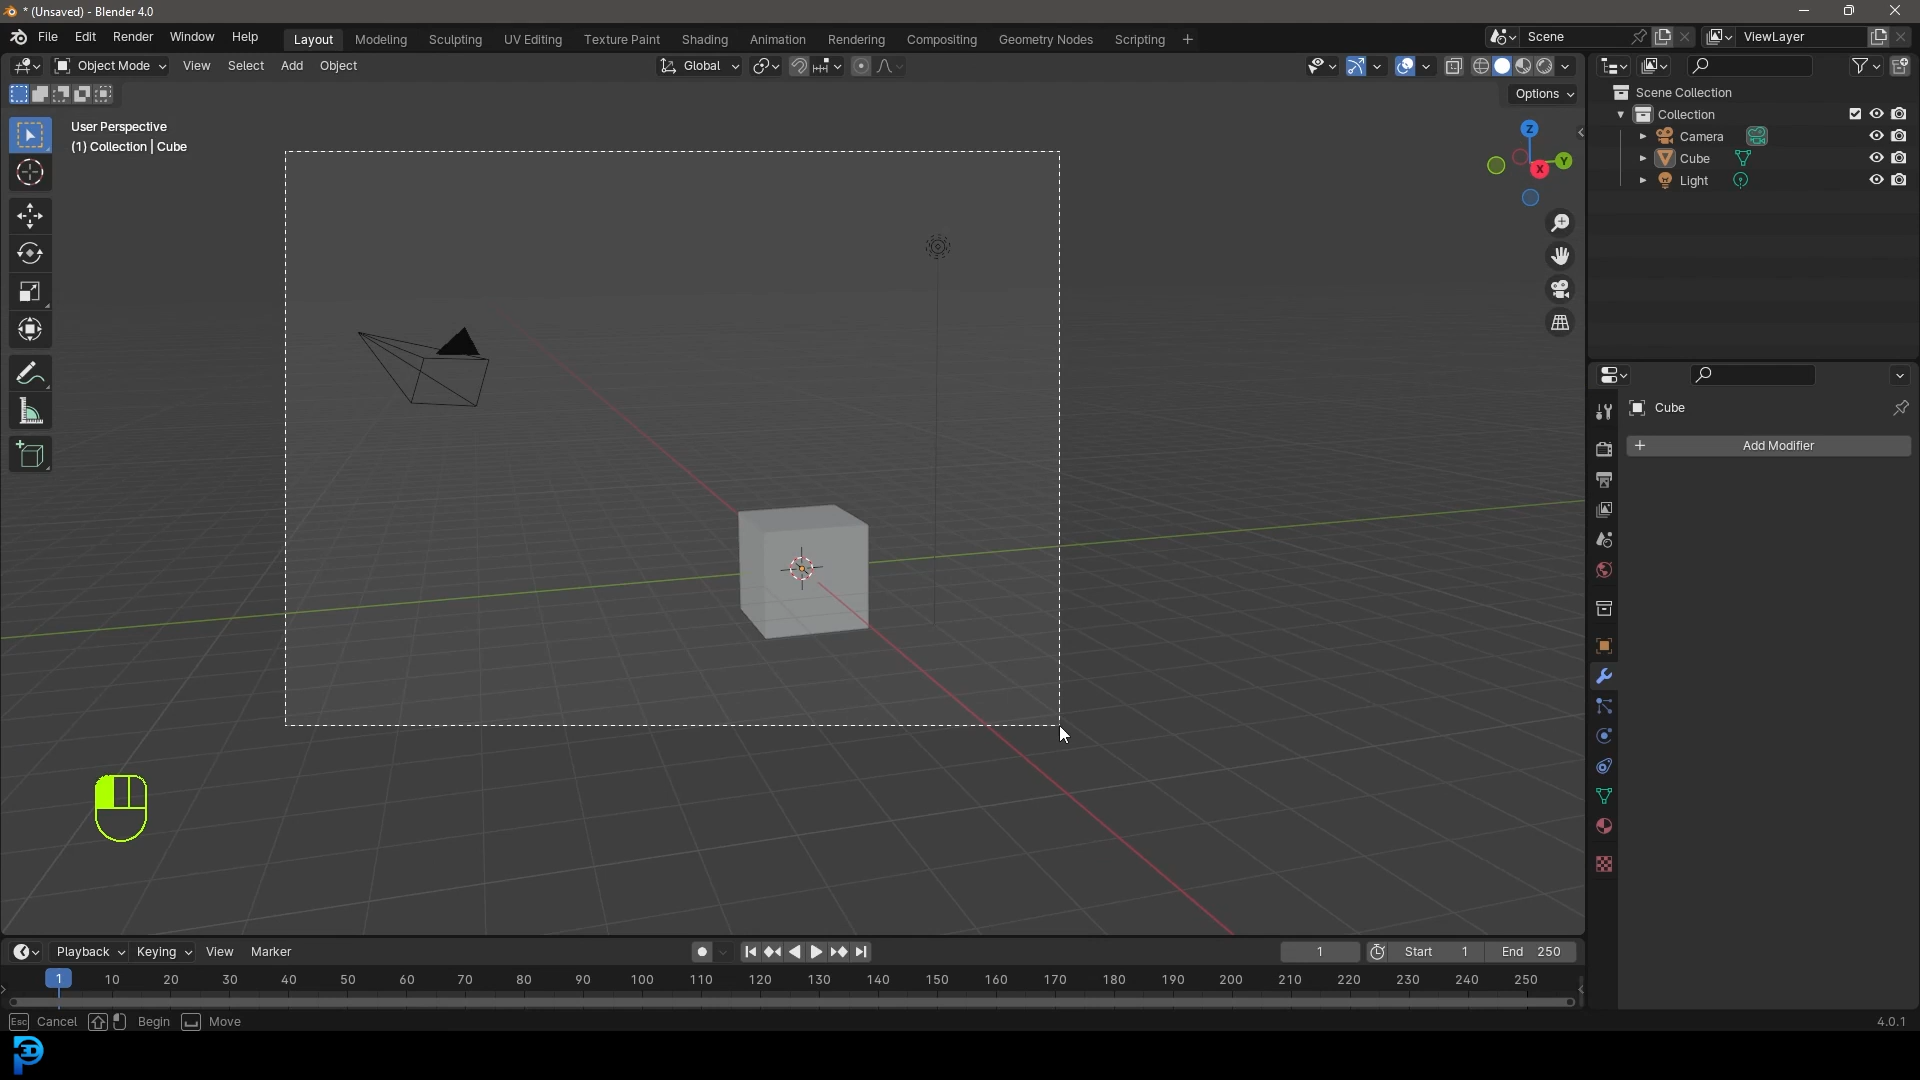 * (Unsaved) - Blender 4.0
File Edit Render Window Help Layout Modeling Sculpting UV Editing Texture Paint Shading Animation Rendering Compositing Geometry Nodes Scripting + Scene ViewLayer
Object Mode View Select Add Object Global
Options
User Perspective
(1) Collection | Cube
Z
Y
X
Scene Collection
Collection
Camera
Cube
Light
Cube
+ Add Modifier
Playback Keying View Marker 1 Start 1 End 250
1 10 20 30 40 50 60 70 80 90 100 110 120 130 140 150 160 170 180 190 200 210 220 230 240 250
Esc Cancel Begin Move 4.0.1
3D